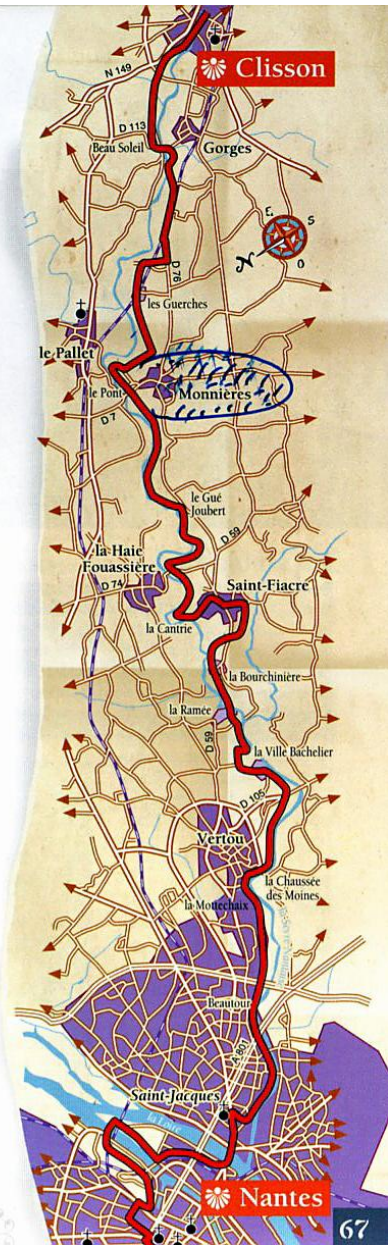 Clisson
N 149
D 113
Beau Soleil
Gorges
E
S
N
O
D 76
les Guerches
le Pallet
le Pont
Monnières
D 7
le Gué
Joubert
D 59
la Haie
Fouassière
D 74
Saint-Fiacre
la Cantrie
la Bourchinière
la Ramée
D 59
la Ville Bachelier
D 105
Vertou
la Chaussée
des Moines
la Mottechaix
Beautour
A 801
Saint-Jacques
la Loire
Nantes
67